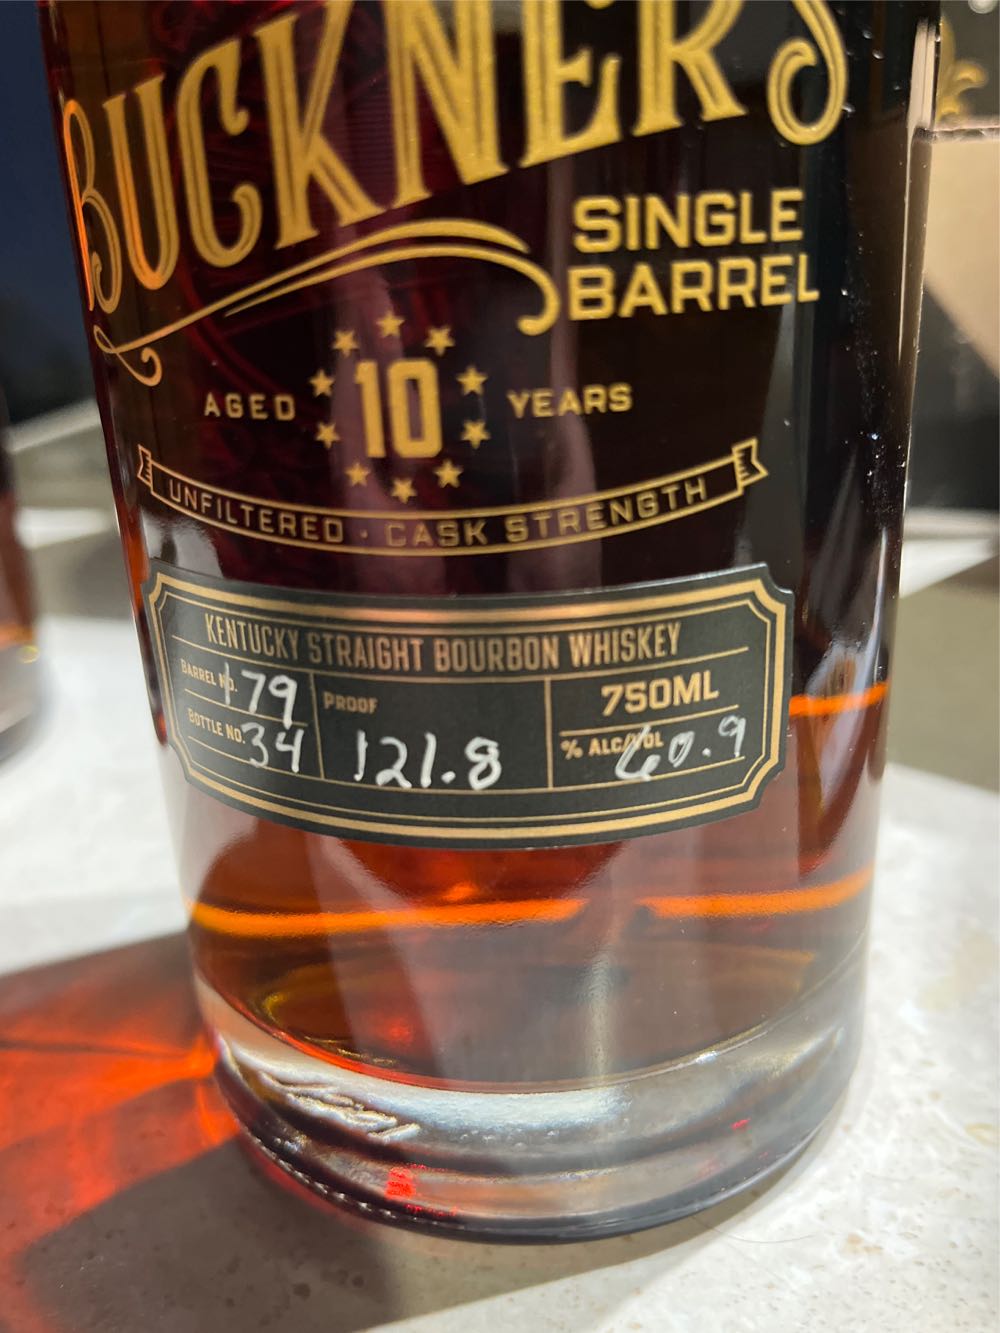 BUCKNER'S
SINGLE
BARREL
AGED 10 YEARS
UNFILTERED · CASK STRENGTH
KENTUCKY STRAIGHT BOURBON WHISKEY
BARREL NO. 179
BOTTLE NO. 34
PROOF
121.8
750ML
% ALC/VOL 60.9